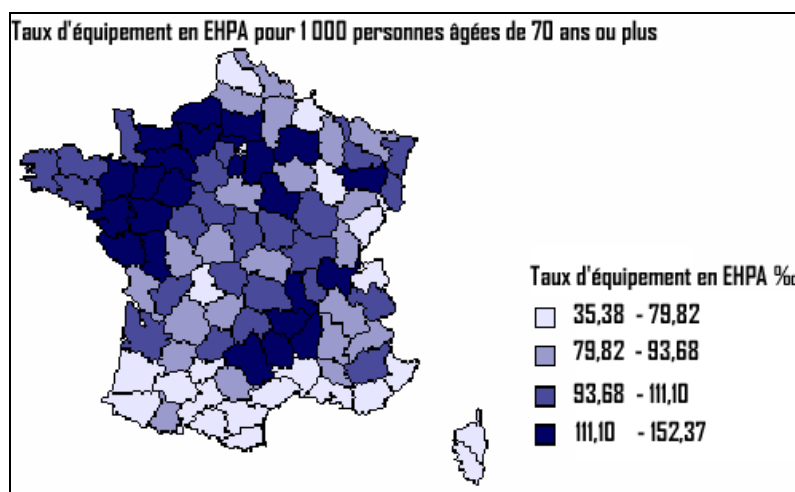 Taux d'équipement en EHPA pour 1 000 personnes âgées de 70 ans ou plus
Taux d'équipement en EHPA ‰
35,38 - 79,82
79,82 - 93,68
93,68 - 111,10
111,10 - 152,37